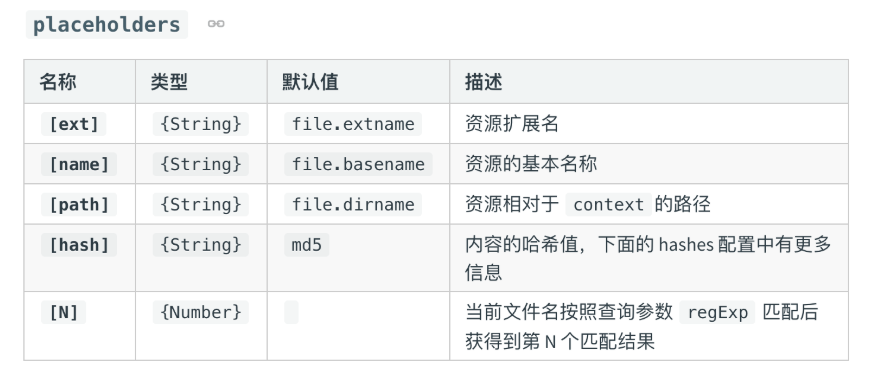 placeholders
名称 类型 默认值 描述
[ext] {String} file.extname 资源扩展名
[name] {String} file.basename 资源的基本名称
[path] {String} file.dirname 资源相对于 context 的路径
[hash] {String} md5 内容的哈希值，下面的 hashes 配置中有更多
信息
[N] {Number} 当前文件名按照查询参数 regExp 匹配后
获得到第 N 个匹配结果